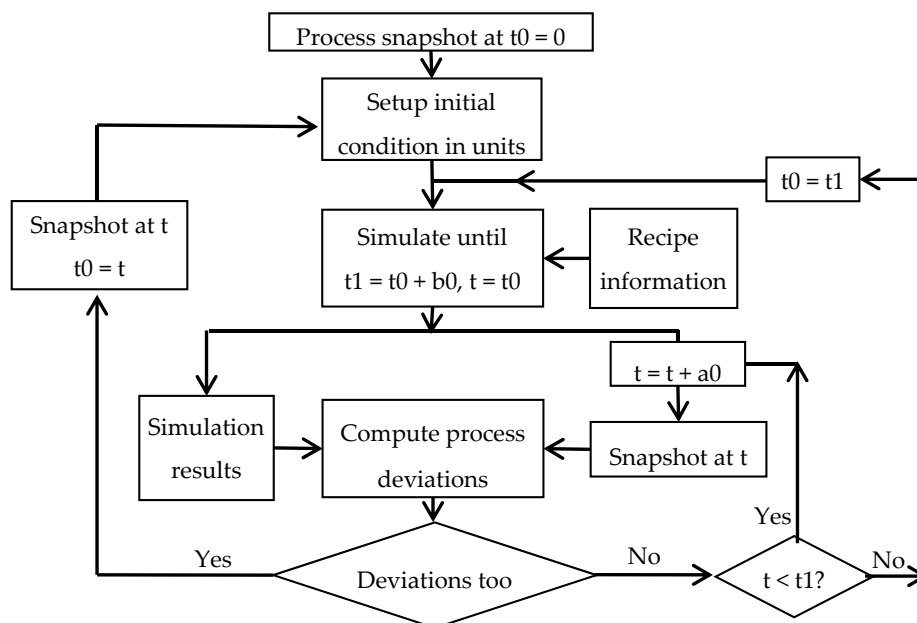 Process snapshot at t0 = 0
Setup initial
condition in units
t0 = t1
Snapshot at t
t0 = t
Simulate until
t1 = t0 + b0, t = t0
Recipe
information
t = t + a0
Simulation
results
Compute process
deviations
Snapshot at t
Yes
Yes
No
Deviations too
t < t1?
No